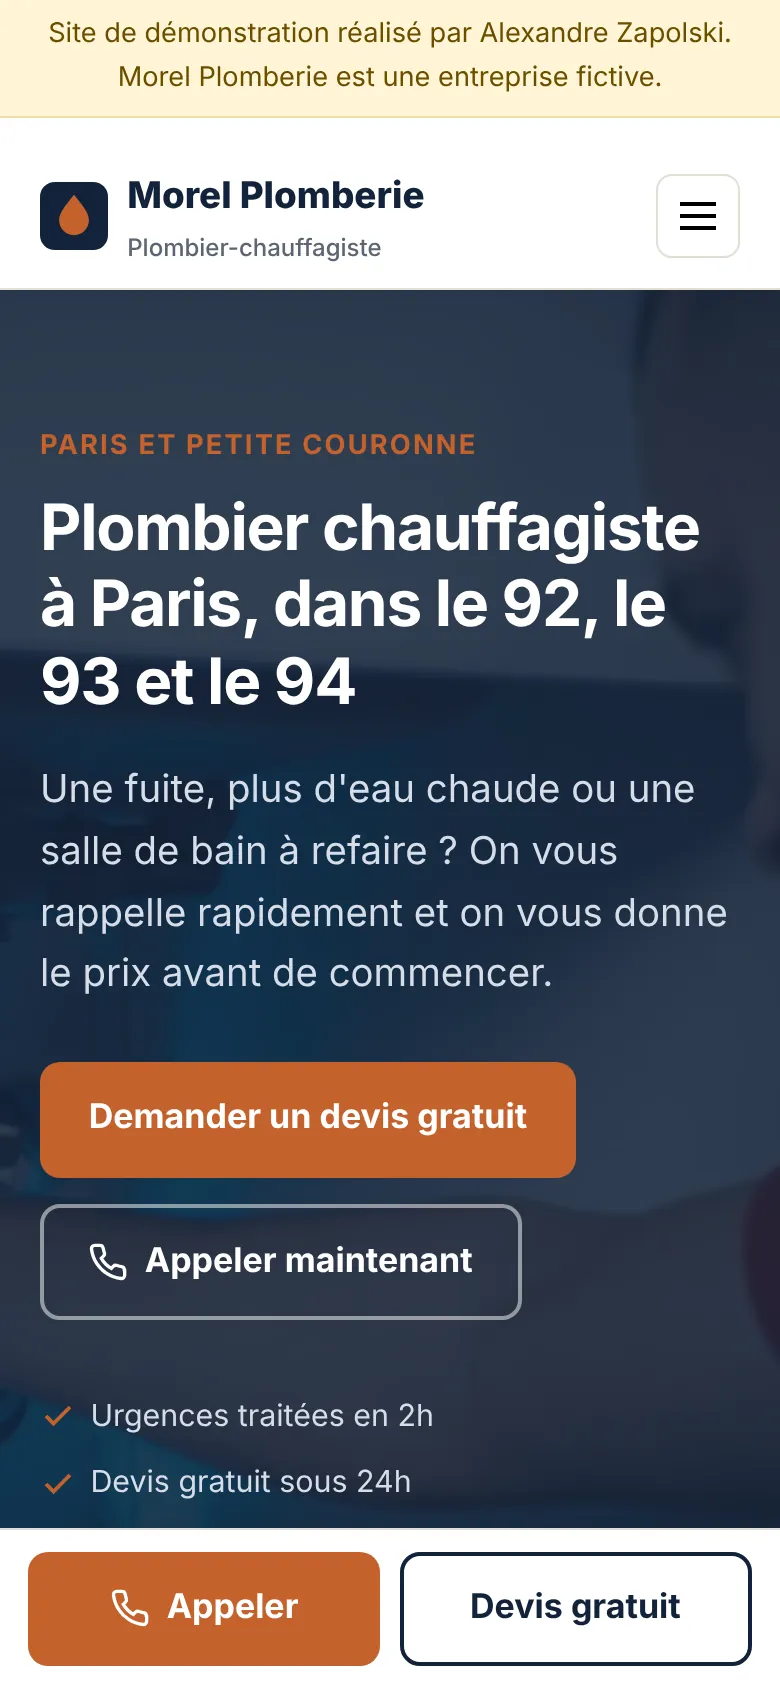 Site de démonstration réalisé par Alexandre Zapolski.
Morel Plomberie est une entreprise fictive.
Morel Plomberie
Plombier-chauffagiste
PARIS ET PETITE COURONNE
Plombier chauffagiste
à Paris, dans le 92, le
93 et le 94
Une fuite, plus d'eau chaude ou une
salle de bain à refaire ? On vous
rappelle rapidement et on vous donne
le prix avant de commencer.
Demander un devis gratuit
Appeler maintenant
Urgences traitées en 2h
Devis gratuit sous 24h
Appeler
Devis gratuit